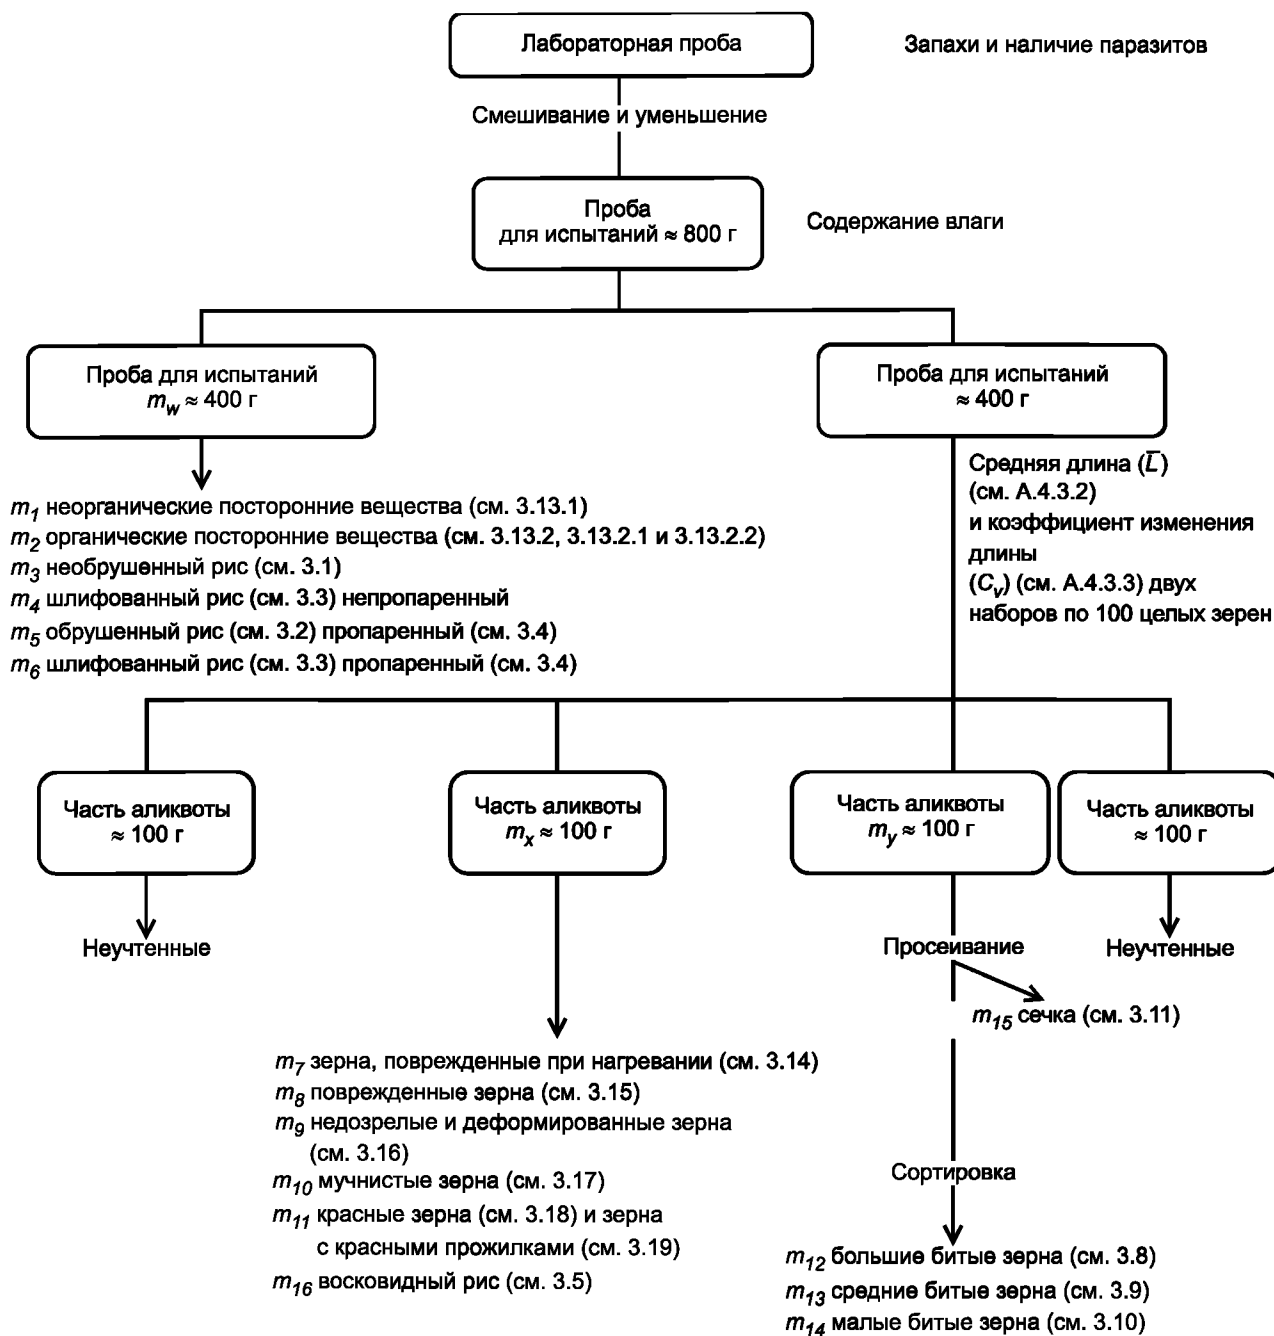 Лабораторная проба
Запахи и наличие паразитов
Смешивание и уменьшение
Проба
для испытаний ≈ 800 г
Содержание влаги
Проба для испытаний
m_w ≈ 400 г
Проба для испытаний
≈ 400 г
Средняя длина (L̅)
(см. А.4.3.2)
и коэффициент изменения
длины
(C_v) (см. А.4.3.3) двух
наборов по 100 целых зерен
m_1 неорганические посторонние вещества (см. 3.13.1)
m_2 органические посторонние вещества (см. 3.13.2, 3.13.2.1 и 3.13.2.2)
m_3 необрушенный рис (см. 3.1)
m_4 шлифованный рис (см. 3.3) непропаренный
m_5 обрушенный рис (см. 3.2) пропаренный (см. 3.4)
m_6 шлифованный рис (см. 3.3) пропаренный (см. 3.4)
Часть аликвоты
≈ 100 г
Часть аликвоты
m_x ≈ 100 г
Часть аликвоты
m_y ≈ 100 г
Часть аликвоты
≈ 100 г
Неучтенные
Просеивание
Неучтенные
m_15 сечка (см. 3.11)
m_7 зерна, поврежденные при нагревании (см. 3.14)
m_8 поврежденные зерна (см. 3.15)
m_9 недозрелые и деформированные зерна
(см. 3.16)
m_10 мучнистые зерна (см. 3.17)
m_11 красные зерна (см. 3.18) и зерна
с красными прожилками (см. 3.19)
m_16 восковидный рис (см. 3.5)
Сортировка
m_12 большие битые зерна (см. 3.8)
m_13 средние битые зерна (см. 3.9)
m_14 малые битые зерна (см. 3.10)